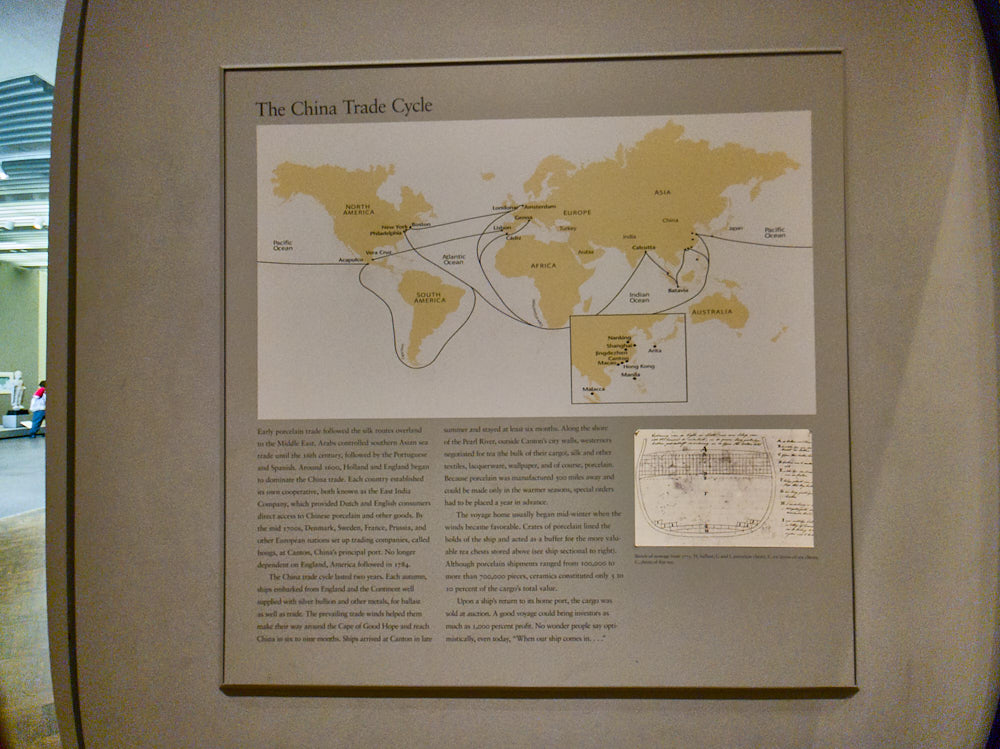 The China Trade Cycle
NORTH
AMERICA
New York
Boston
Philadelphia
Pacific
Ocean
Vera Cruz
Acapulco
SOUTH
AMERICA
Atlantic
Ocean
London
Amsterdam
Genoa
Lisbon
Cádiz
EUROPE
Turkey
AFRICA
Arabia
ASIA
China
India
Calcutta
Japan
Pacific
Ocean
Indian
Ocean
Batavia
AUSTRALIA
Nanking
Shanghai
Jingdezhen
Canton
Macao
Hong Kong
Arita
Manila
Malacca
Early porcelain trade followed the silk routes overland
to the Middle East. Arabs controlled southern Asian sea
trade until the 16th century, followed by the Portuguese
and Spanish. Around 1600, Holland and England began
to dominate the China trade. Each country established
its own cooperative, both known as the East India
Company, which provided Dutch and English consumers
direct access to Chinese porcelain and other goods. By
the mid 1700s, Denmark, Sweden, France, Prussia, and
other European nations set up trading companies, called
hongs, at Canton, China's principal port. No longer
dependent on England, America followed in 1784.
The China trade cycle lasted two years. Each autumn,
ships embarked from England and the Continent well
supplied with silver bullion and other metals, for ballast
as well as trade. The prevailing trade winds helped them
make their way around the Cape of Good Hope and reach
China in six to nine months. Ships arrived at Canton in late
summer and stayed at least six months. Along the shore
of the Pearl River, outside Canton's city walls, westerners
negotiated for tea (the bulk of their cargo), silk and other
textiles, lacquerware, wallpaper, and of course, porcelain.
Because porcelain was manufactured 500 miles away and
could be made only in the warmer seasons, special orders
had to be placed a year in advance.
The voyage home usually began mid-winter when the
winds became favorable. Crates of porcelain lined the
holds of the ship and acted as a buffer for the more valu-
able tea chests stored above (see ship sectional to right).
Although porcelain shipments ranged from 100,000 to
more than 700,000 pieces, ceramics constituted only 5 to
10 percent of the cargo's total value.
Upon a ship's return to its home port, the cargo was
sold at auction. A good voyage could bring investors as
much as 1,200 percent profit. No wonder people say opti-
mistically, even today, "When our ship comes in. . . ."